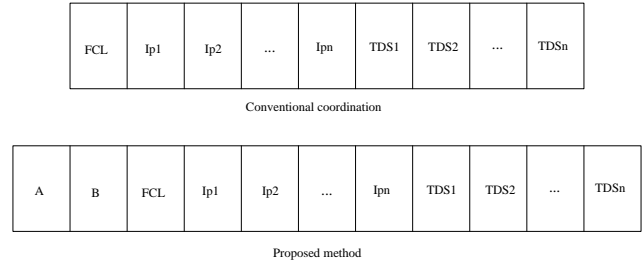 FCL Ip1 Ip2 ... Ipn TDS1 TDS2 ... TDSn
Conventional coordination
A B FCL Ip1 Ip2 ... Ipn TDS1 TDS2 ... TDSn
Proposed method